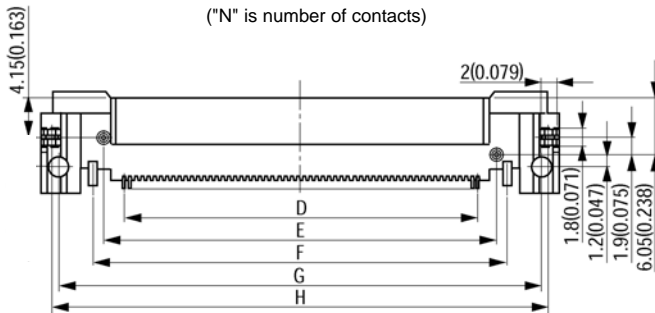 ("N" is number of contacts)
4.15(0.163)
2(0.079)
1.8(0.071)
1.2(0.047)
1.9(0.075)
6.05(0.238)
D
E
F
G
H